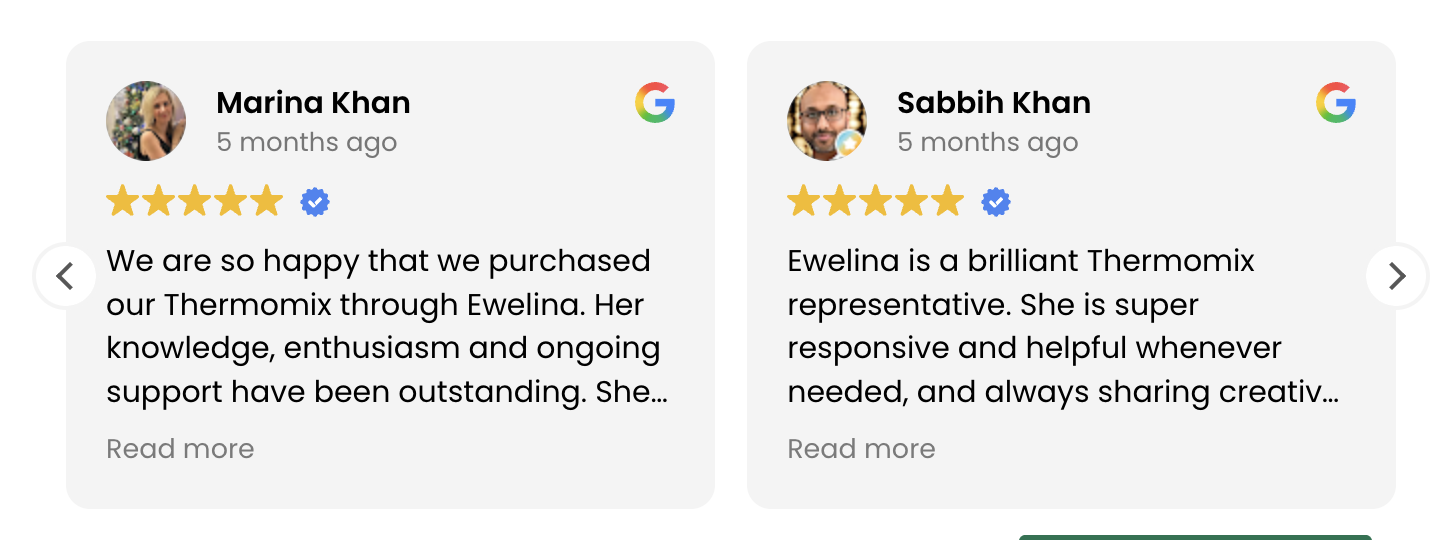 Marina Khan
5 months ago
We are so happy that we purchased
our Thermomix through Ewelina. Her
knowledge, enthusiasm and ongoing
support have been outstanding. She...
Read more
Sabbih Khan
5 months ago
Ewelina is a brilliant Thermomix
representative. She is super
responsive and helpful whenever
needed, and always sharing creativ...
Read more